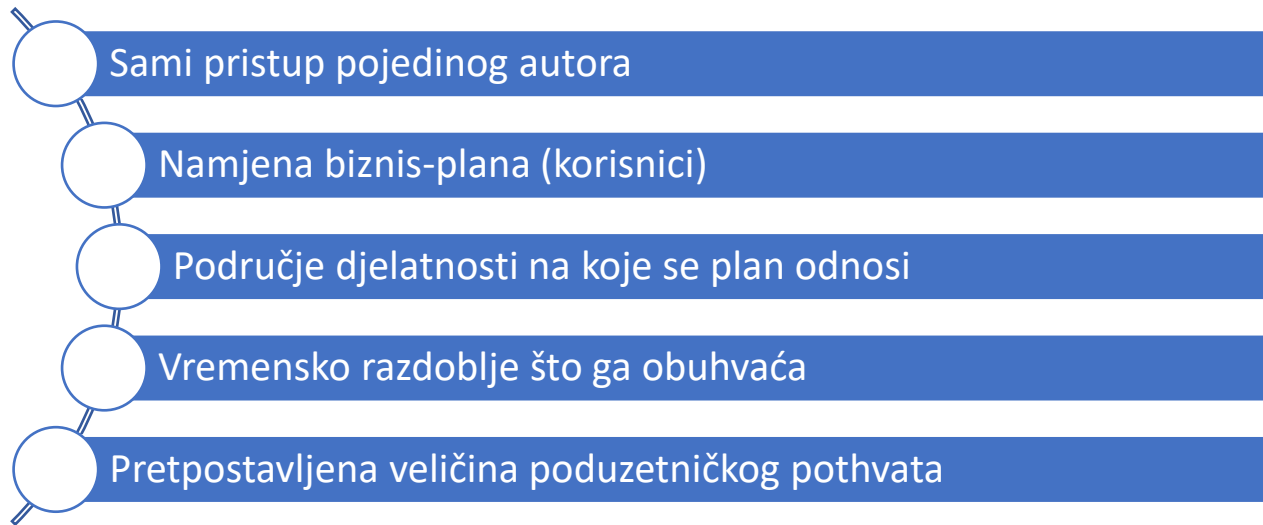 Sami pristup pojedinog autora
Namjena biznis-plana (korisnici)
Područje djelatnosti na koje se plan odnosi
Vremensko razdoblje što ga obuhvaća
Pretpostavljena veličina poduzetničkog pothvata